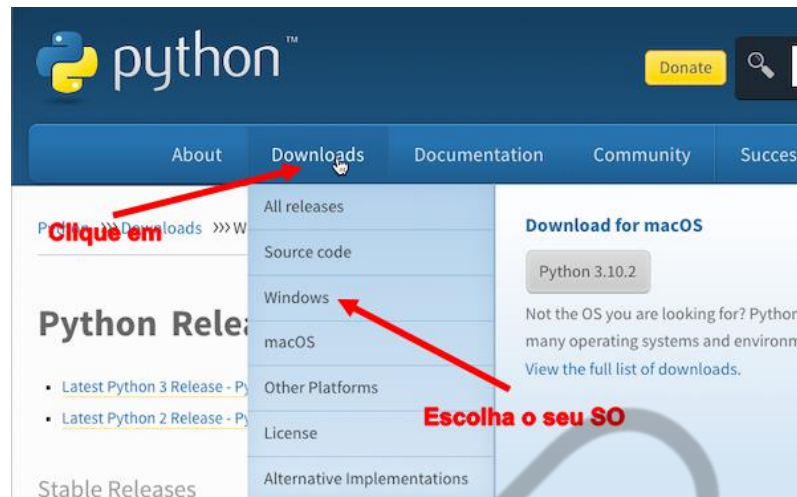 python™
Donate
About Downloads Documentation Community Succes
All releases
Source code
Windows
macOS
Other Platforms
License
Alternative Implementations
Downloads >>> W
Clique em
Python Relea
Latest Python 3 Release - Py
Latest Python 2 Release - Py
Stable Releases
Download for macOS
Python 3.10.2
Not the OS you are looking for? Python
many operating systems and environm
View the full list of downloads.
Escolha o seu SO